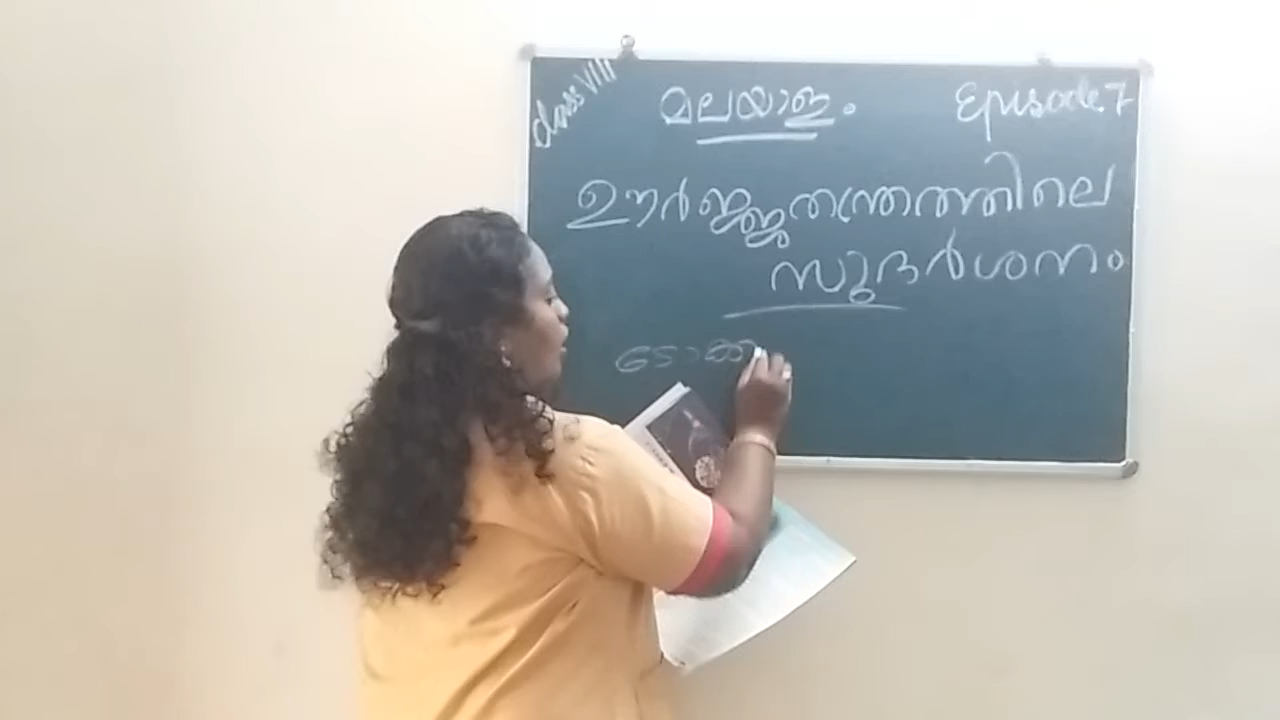 Class VIII
മലയാളം
Episode.7
ഊർജ്ജതന്ത്രത്തിലെ
സുദർശനം
ടോക്ക